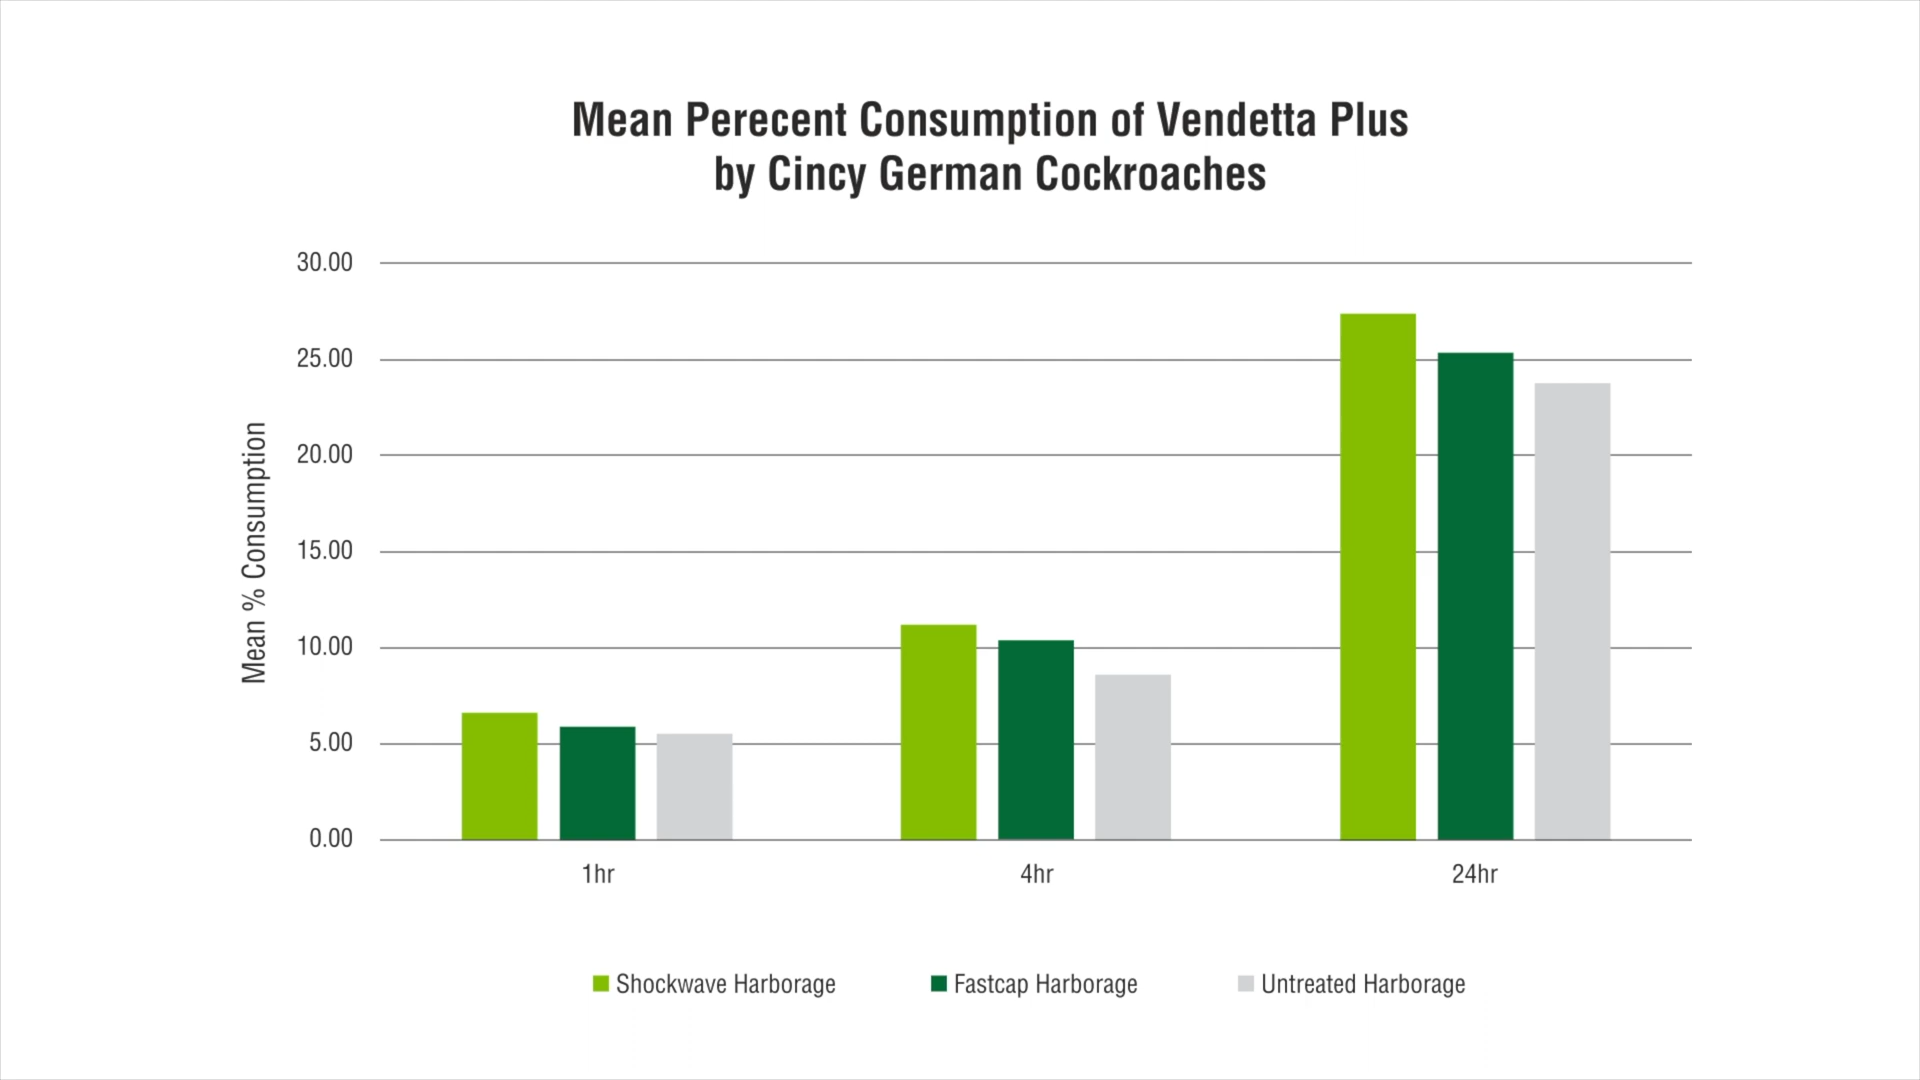 Mean Perecent Consumption of Vendetta Plus
by Cincy German Cockroaches
Mean % Consumption
30.00
25.00
20.00
15.00
10.00
5.00
0.00
1hr
4hr
24hr
Shockwave Harborage
Fastcap Harborage
Untreated Harborage